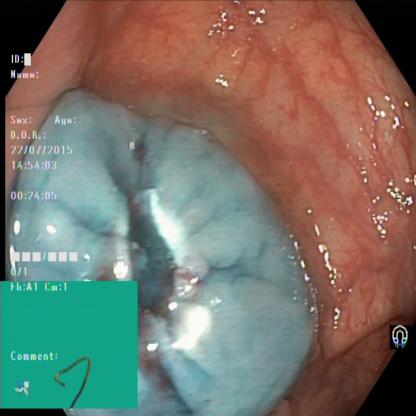 ID:
Name:
Sex: Age:
D.O.B.:
22/07/2015
14:54:03
00:24:05
0/1
Eh:A1 Cm:1
Comment: